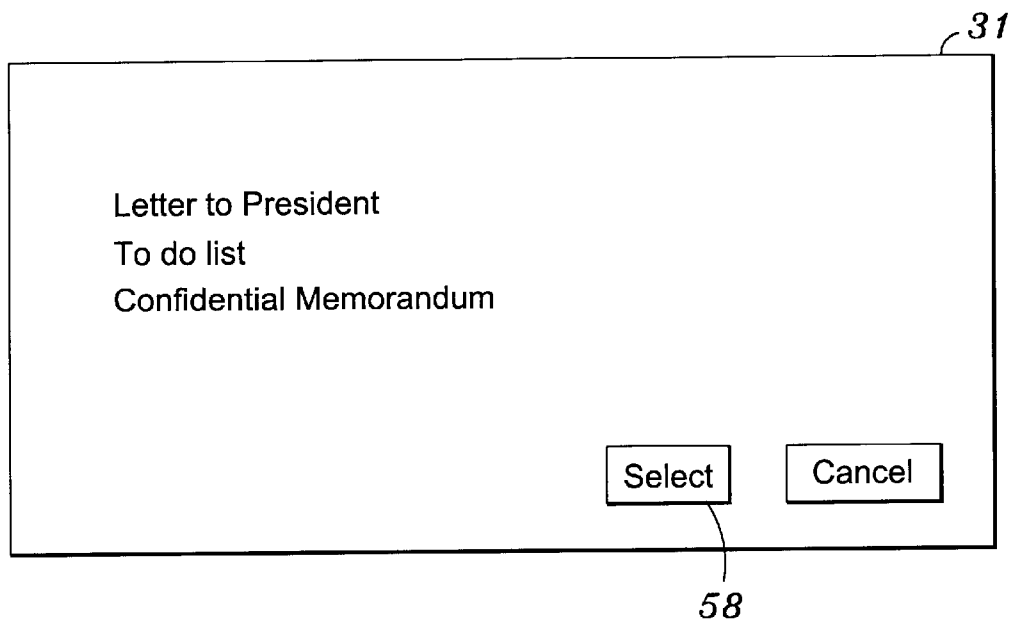 31
Letter to President
To do list
Confidential Memorandum
Select Cancel
58